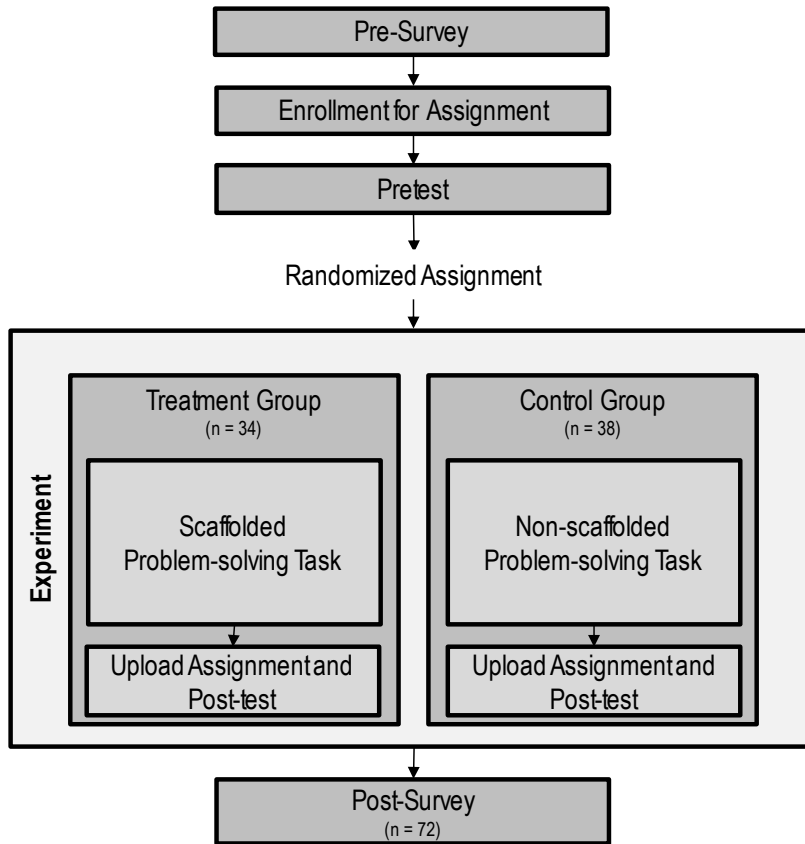 Pre-Survey
Enrollment for Assignment
Pretest
Randomized Assignment
Experiment
Treatment Group
(n = 34)
Scaffolded
Problem-solving Task
Upload Assignment and
Post-test
Control Group
(n = 38)
Non-scaffolded
Problem-solving Task
Upload Assignment and
Post-test
Post-Survey
(n = 72)